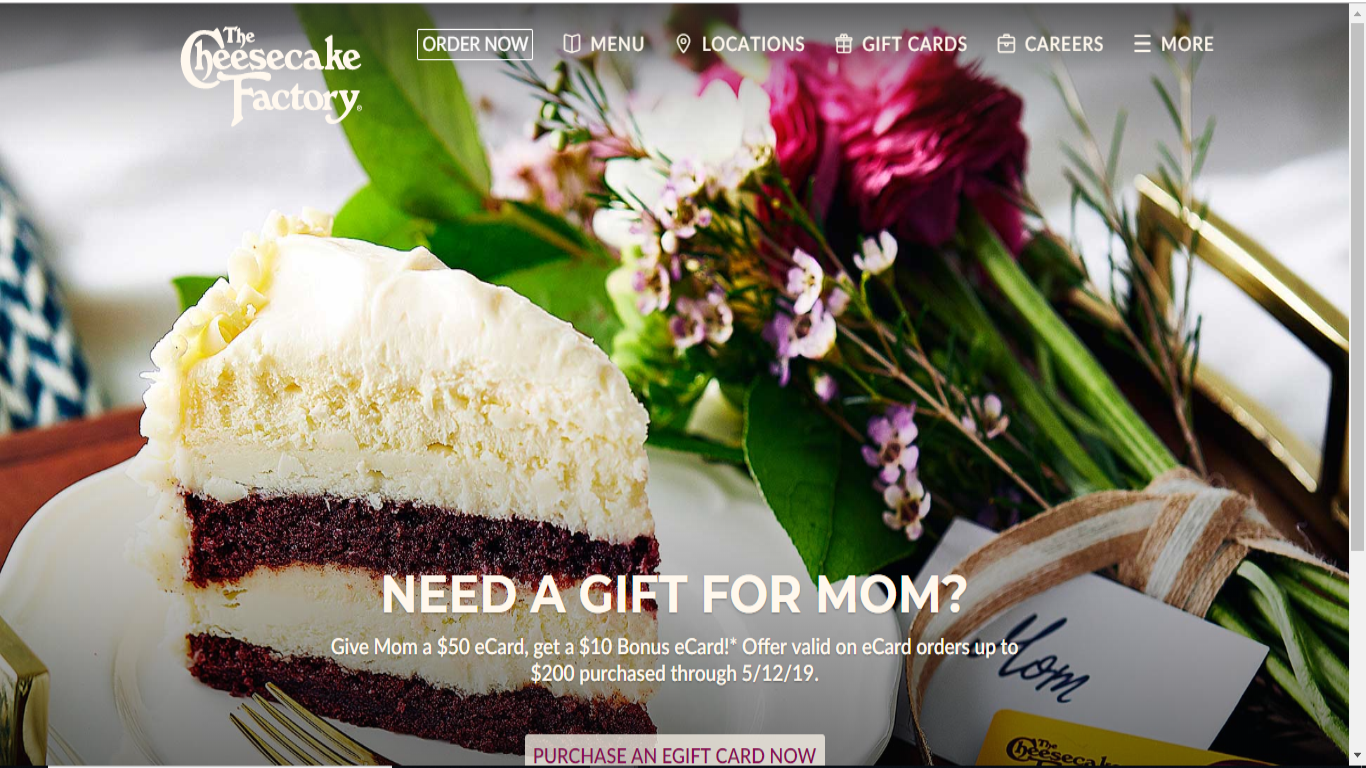 The
Cheesecake
Factory®
ORDER NOW
MENU
LOCATIONS
GIFT CARDS
CAREERS
MORE
NEED A GIFT FOR MOM?
Give Mom a $50 eCard, get a $10 Bonus eCard!* Offer valid on eCard orders up to
$200 purchased through 5/12/19.
Mom
PURCHASE AN EGIFT CARD NOW
The
Cheesecake